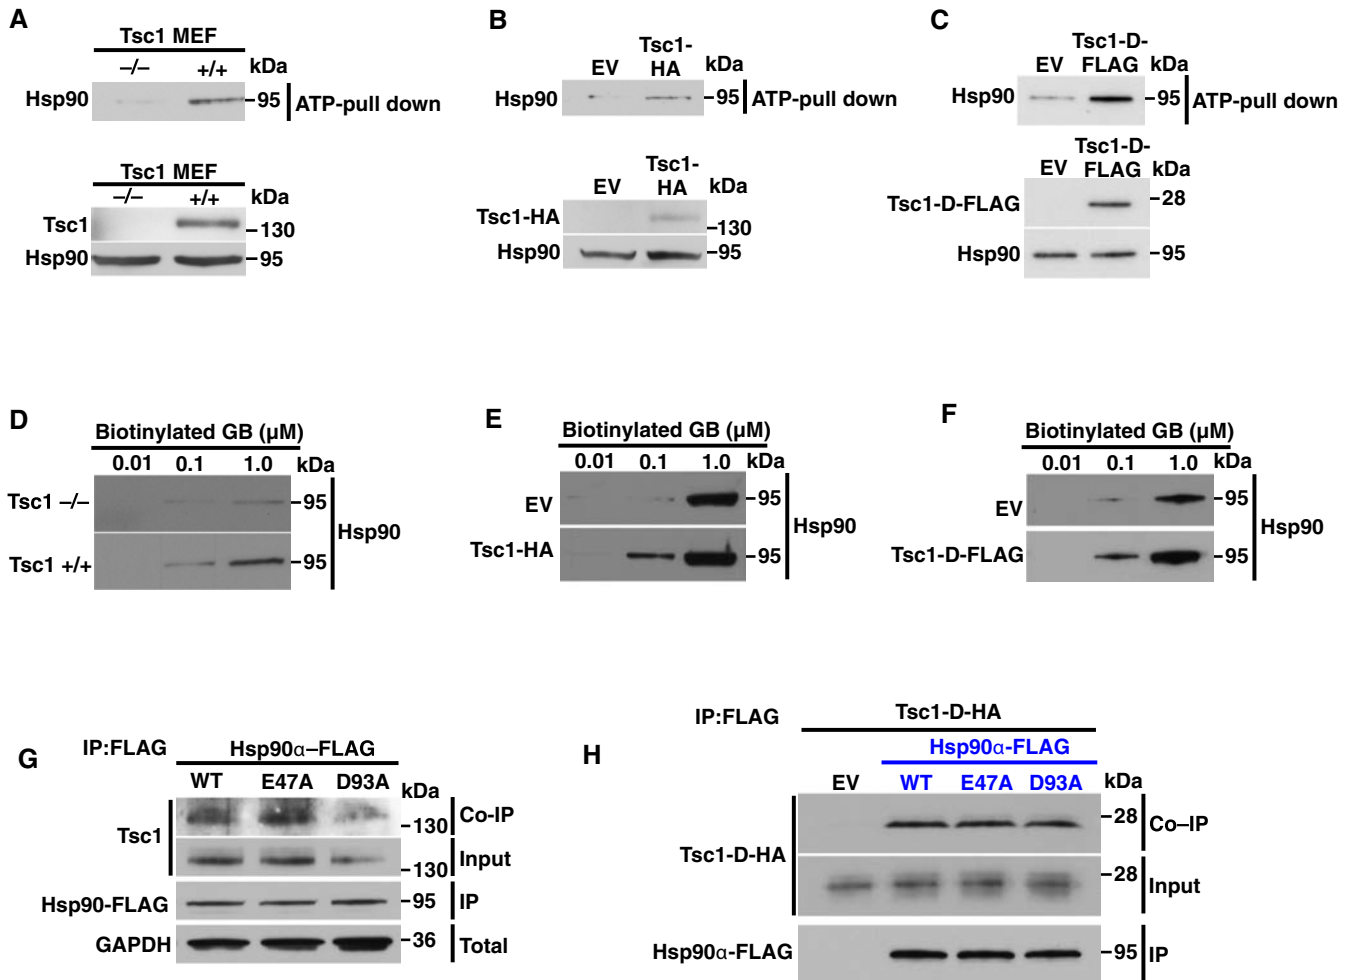 A
Tsc1 MEF
–/– +/+ kDa
Hsp90 –95 ATP-pull down
Tsc1 MEF
–/– +/+ kDa
Tsc1 –130
Hsp90 –95
B
Tsc1-
EV HA kDa
Hsp90 –95 ATP-pull down
Tsc1-
EV HA kDa
Tsc1-HA –130
Hsp90 –95
C
Tsc1-D-
EV FLAG kDa
Hsp90 –95 ATP-pull down
Tsc1-D-
EV FLAG kDa
Tsc1-D-FLAG –28
Hsp90 –95
D
Biotinylated GB (μM)
0.01 0.1 1.0 kDa
Tsc1 –/– –95
Tsc1 +/+ –95
Hsp90
E
Biotinylated GB (μM)
0.01 0.1 1.0 kDa
EV –95
Tsc1-HA –95
Hsp90
F
Biotinylated GB (μM)
0.01 0.1 1.0 kDa
EV –95
Tsc1-D-FLAG –95
Hsp90
G
IP:FLAG Hsp90α–FLAG
WT E47A D93A kDa
Tsc1 –130 Co-IP
–130 Input
Hsp90-FLAG –95 IP
GAPDH –36 Total
H
IP:FLAG Tsc1-D-HA
Hsp90α-FLAG
EV WT E47A D93A kDa
Tsc1-D-HA –28 Co–IP
–28 Input
Hsp90α-FLAG –95 IP